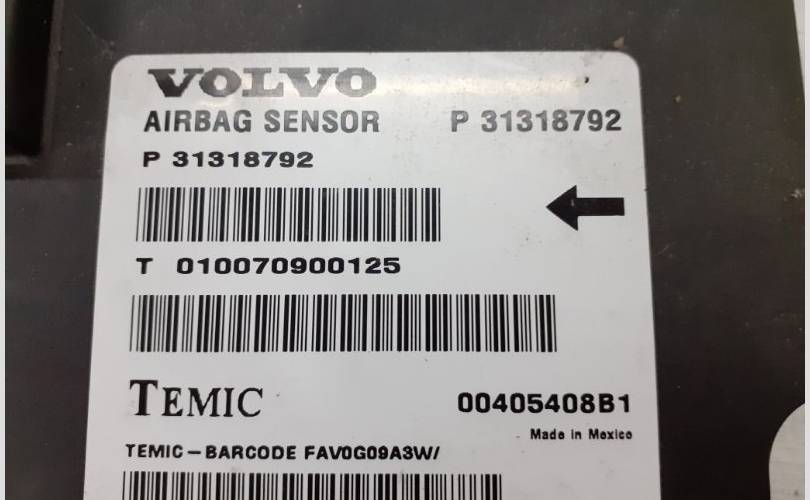 VOLVO
AIRBAG SENSOR P 31318792
P 31318792
T 010070900125
TEMIC 00405408B1
Made in Mexico
TEMIC-BARCODE FAV0G09A3W/